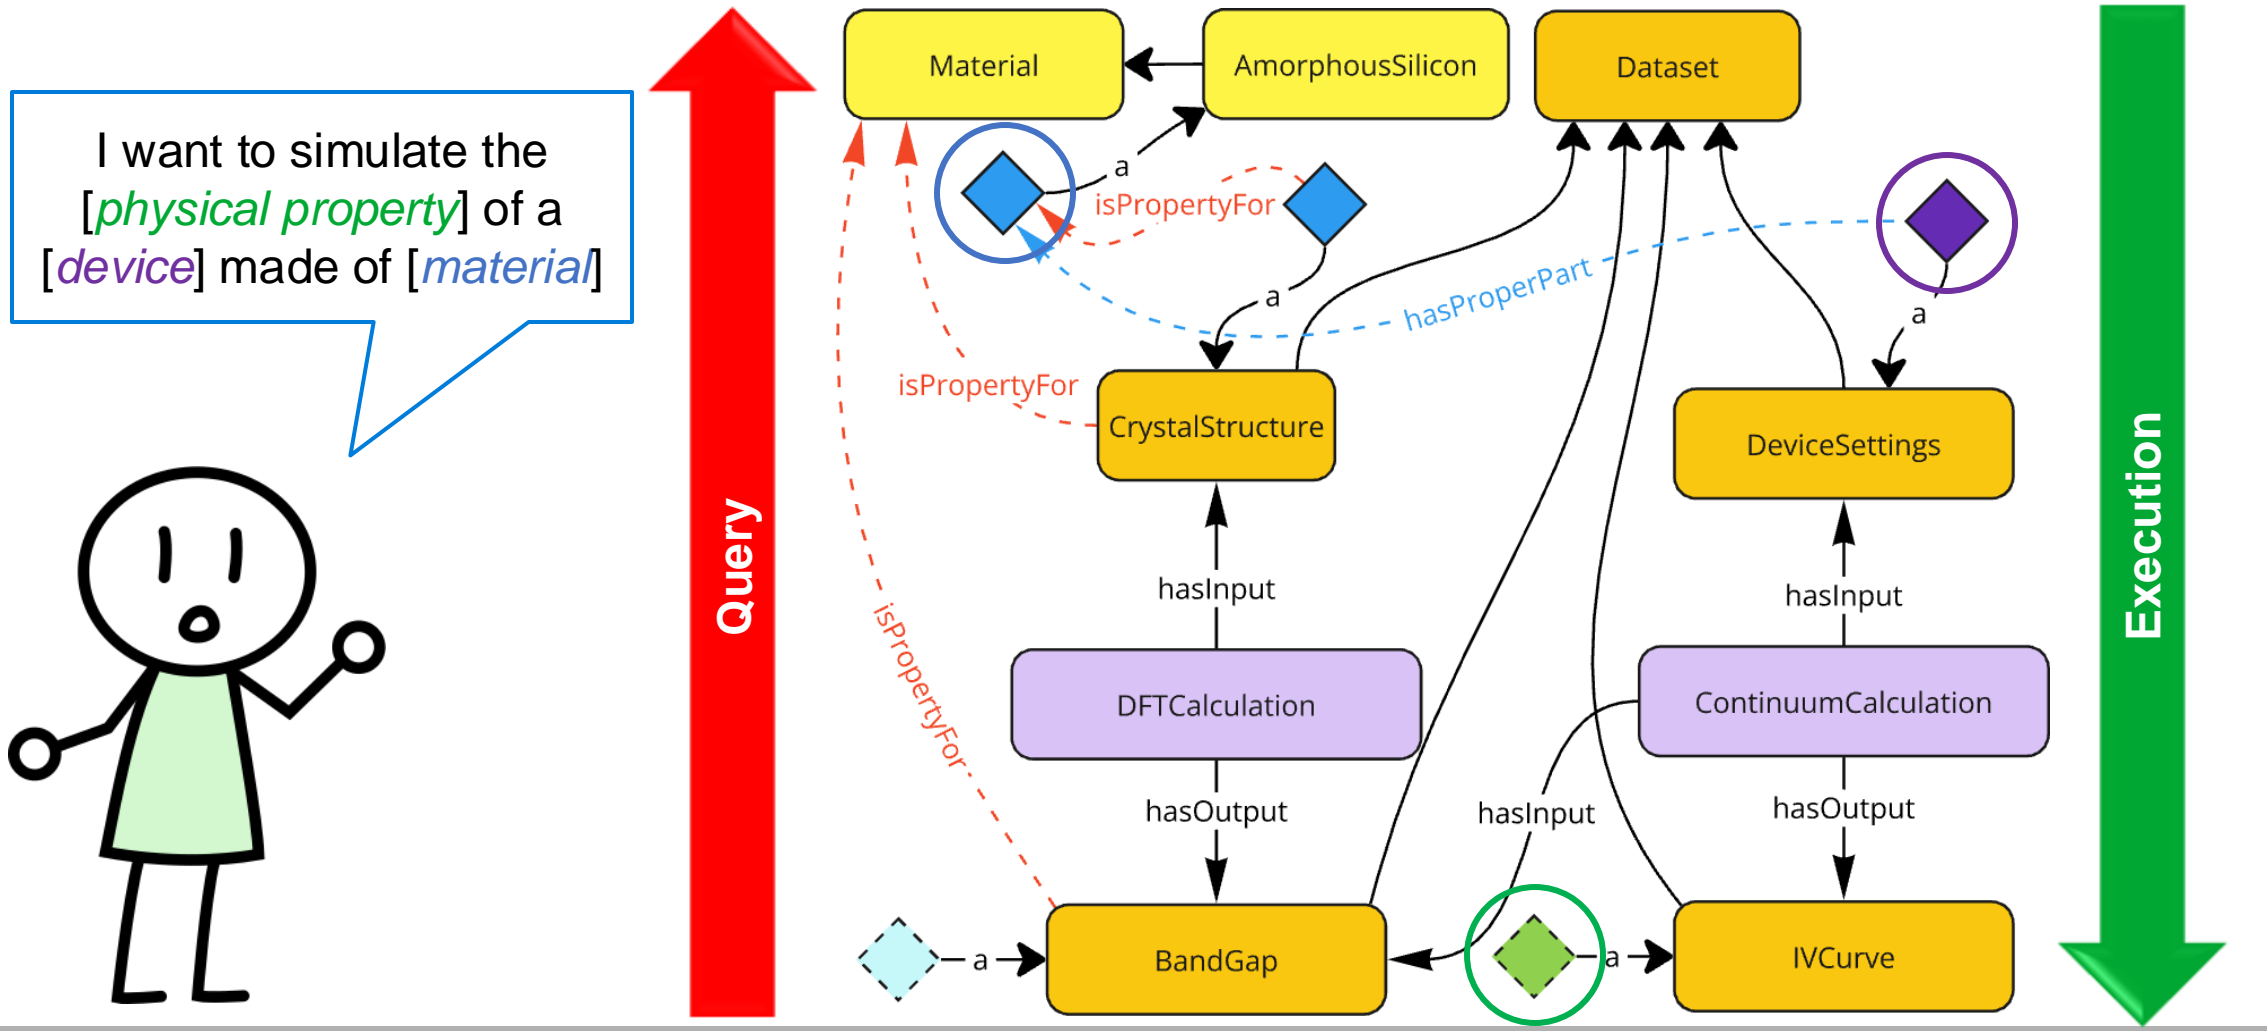 I want to simulate the
[physical property] of a
[device] made of [material]
Query
Material
AmorphousSilicon
Dataset
a
isPropertyFor
hasProperPart
a
a
isPropertyFor
CrystalStructure
DeviceSettings
hasInput
hasInput
isPropertyFor
DFTCalculation
ContinuumCalculation
hasOutput
hasInput
hasOutput
a
BandGap
a
IVCurve
Execution